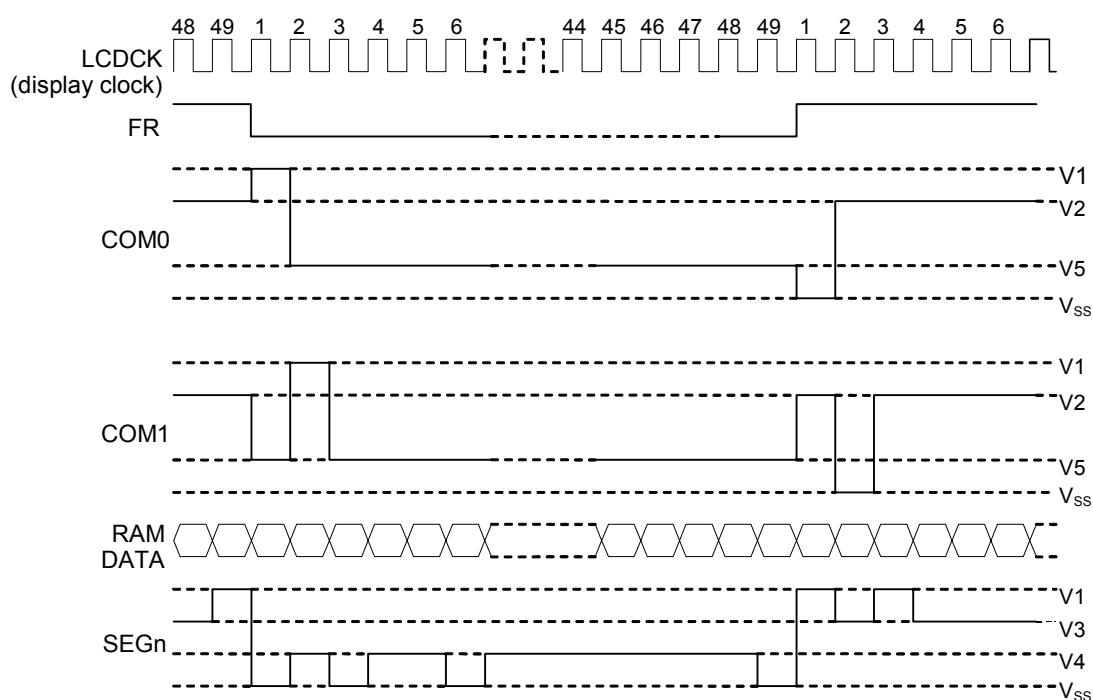 48 49 1 2 3 4 5 6 44 45 46 47 48 49 1 2 3 4 5 6
LCDCK
(display clock)
FR
V1
V2
COM0
V5
VSS
V1
V2
COM1
V5
VSS
RAM
DATA
V1
V3
SEGn
V4
VSS